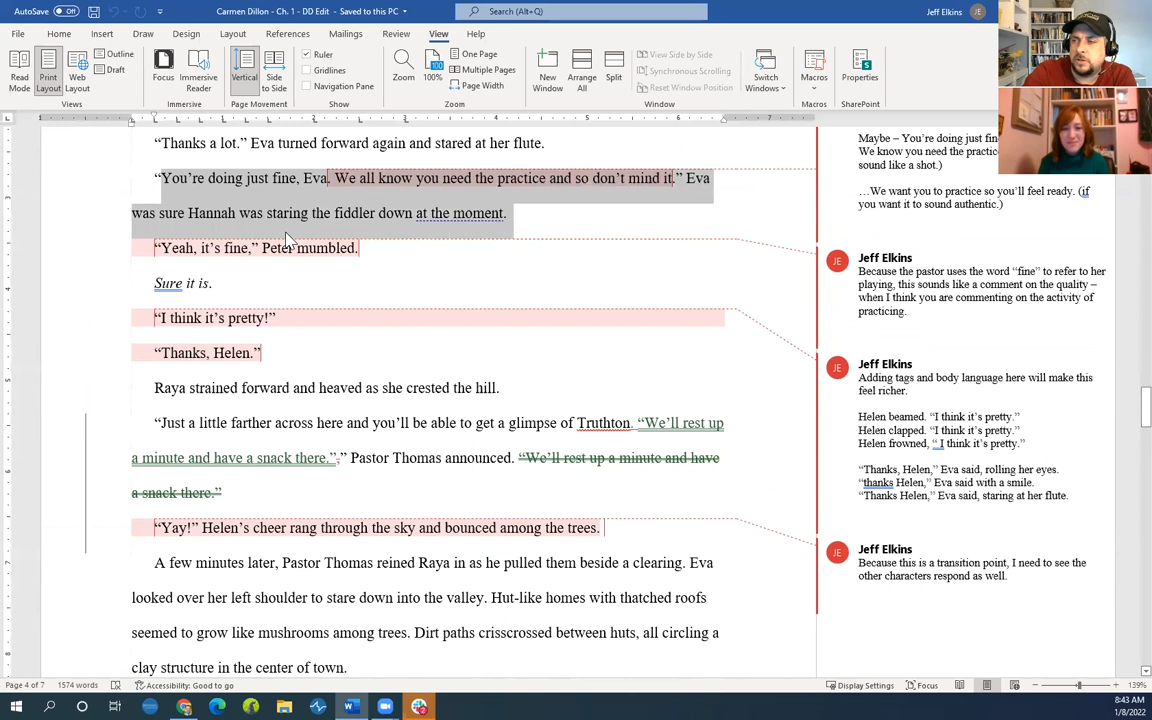 AutoSave Off Carmen Dillon - Ch. 1 - DD Edit - Saved to this PC Search (Alt+Q) Jeff Elkins JE
File Home Insert Draw Design Layout References Mailings Review View Help
Read Mode
Print Layout
Web Layout
Outline
Draft
Views
Focus
Immersive Reader
Immersive
Vertical
Side to Side
Page Movement
Ruler
Gridlines
Navigation Pane
Show
Zoom
100%
One Page
Multiple Pages
Page Width
Zoom
New Window
Arrange All
Split
View Side by Side
Synchronous Scrolling
Reset Window Position
Window
Switch Windows
Macros
Macros
Properties
SharePoint
“Thanks a lot.” Eva turned forward again and stared at her flute.
“You’re doing just fine, Eva. We all know you need the practice and so don’t mind it.” Eva
was sure Hannah was staring the fiddler down at the moment.
“Yeah, it’s fine,” Peter mumbled.
Sure it is.
“I think it’s pretty!”
“Thanks, Helen.”
Raya strained forward and heaved as she crested the hill.
“Just a little farther across here and you’ll be able to get a glimpse of Truthton. “We’ll rest up
a minute and have a snack there.”,” Pastor Thomas announced. “We’ll rest up a minute and have
a snack there.”
“Yay!” Helen’s cheer rang through the sky and bounced among the trees.
A few minutes later, Pastor Thomas reined Raya in as he pulled them beside a clearing. Eva
looked over her left shoulder to stare down into the valley. Hut-like homes with thatched roofs
seemed to grow like mushrooms among trees. Dirt paths crisscrossed between huts, all circling a
clay structure in the center of town.
Maybe – You’re doing just fin
We know you need the practice
sound like a shot.)
…We want you to practice so you’ll feel ready. (if
you want it to sound authentic.)
JE Jeff Elkins
Because the pastor uses the word “fine” to refer to her
playing, this sounds like a comment on the quality –
when I think you are commenting on the activity of
practicing.
JE Jeff Elkins
Adding tags and body language here will make this
feel richer.
Helen beamed. “I think it’s pretty.”
Helen clapped. “I think it’s pretty.”
Helen frowned, “ I think it’s pretty.”
“Thanks, Helen,” Eva said, rolling her eyes.
“thanks Helen,” Eva said with a smile.
“Thanks Helen,” Eva said, staring at her flute.
JE Jeff Elkins
Because this is a transition point, I need to see the
other characters respond as well.
Page 4 of 7 1574 words Accessibility: Good to go Display Settings Focus 139%
8:43 AM
1/8/2022